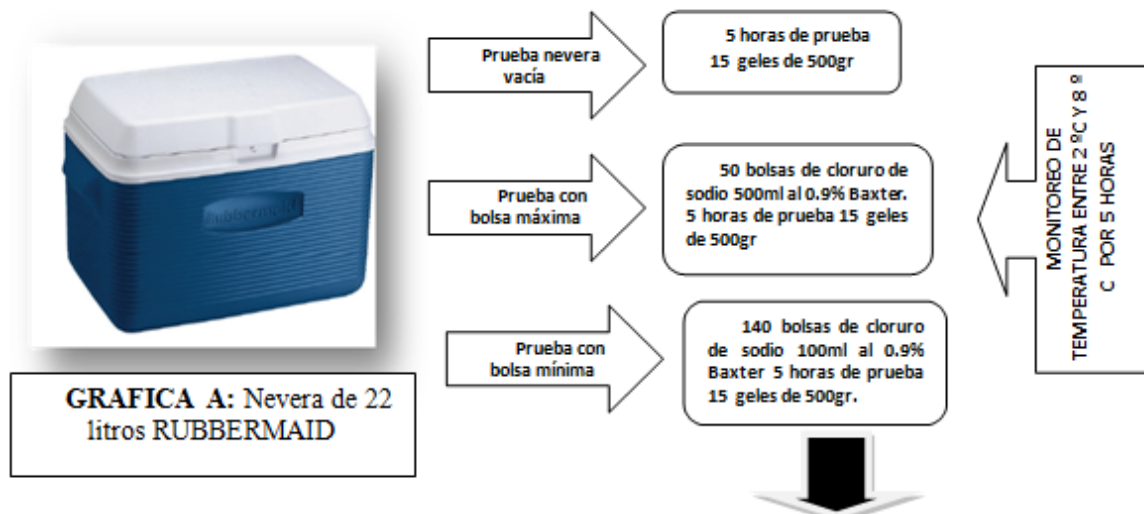 Prueba nevera
vacía
5 horas de prueba
15 geles de 500gr
Rubbermaid
Prueba con
bolsa máxima
50 bolsas de cloruro de
sodio 500ml al 0.9% Baxter.
5 horas de prueba 15 geles
de 500gr
Prueba con
bolsa mínima
140 bolsas de cloruro
de sodio 100ml al 0.9%
Baxter 5 horas de prueba
15 geles de 500gr.
MONITOREO DE
TEMPERATURA ENTRE 2 ºC Y 8 º
C POR 5 HORAS
GRAFICA A: Nevera de 22
litros RUBBERMAID